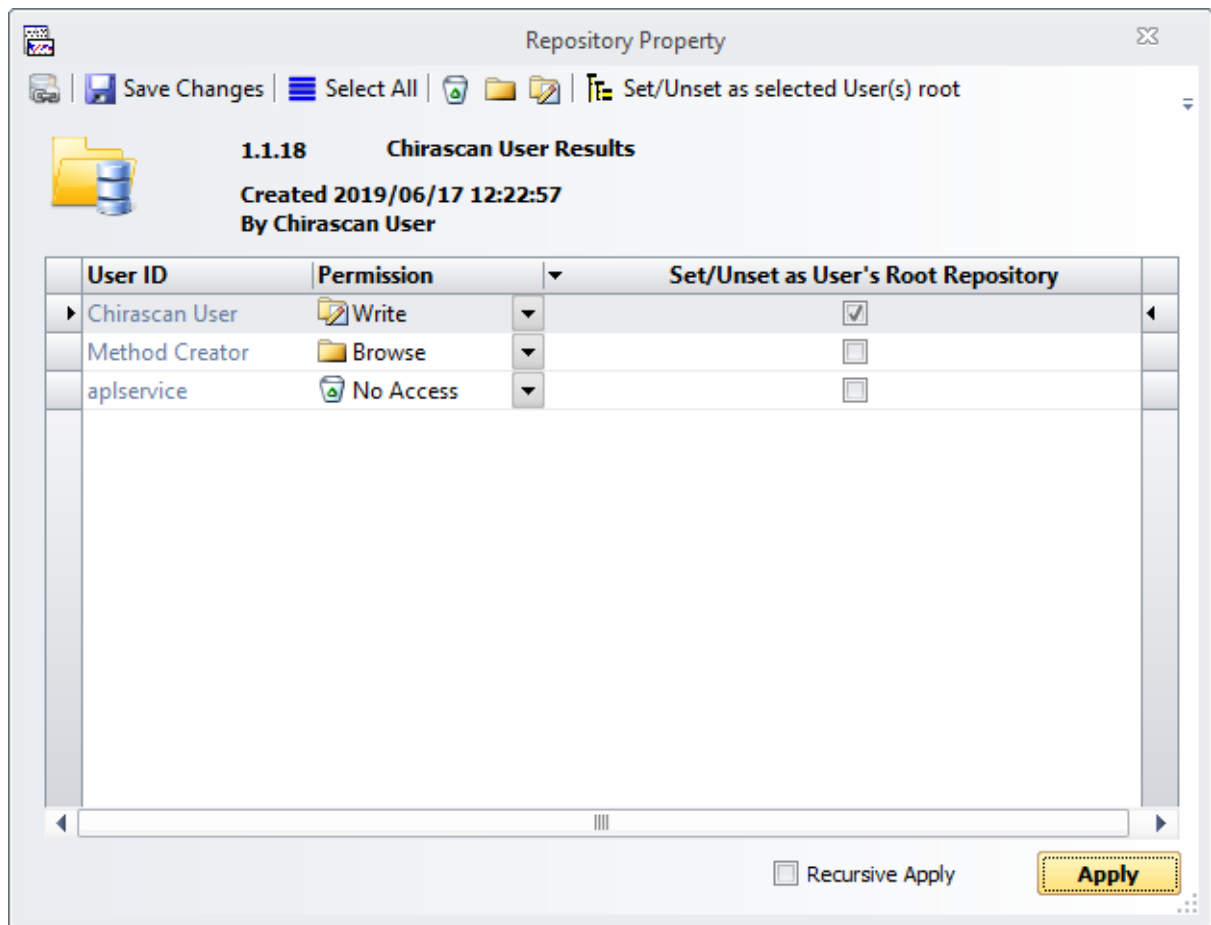 Repository Property
Save Changes Select All Set/Unset as selected User(s) root
1.1.18 Chirascan User Results
Created 2019/06/17 12:22:57
By Chirascan User
User ID Permission Set/Unset as User's Root Repository
Chirascan User Write
Method Creator Browse
aplservice No Access
Recursive Apply Apply